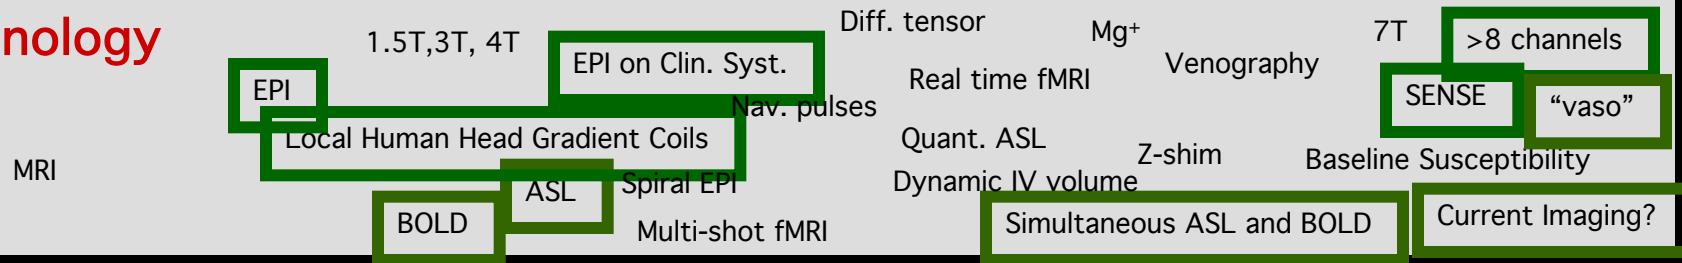 nology
MRI
EPI
1.5T,3T, 4T
EPI on Clin. Syst.
Local Human Head Gradient Coils
Nav. pulses
BOLD
ASL
Spiral EPI
Multi-shot fMRI
Diff. tensor
Mg⁺
Real time fMRI
Venography
Quant. ASL
Z-shim
Dynamic IV volume
Simultaneous ASL and BOLD
7T
>8 channels
SENSE
“vaso”
Baseline Susceptibility
Current Imaging?